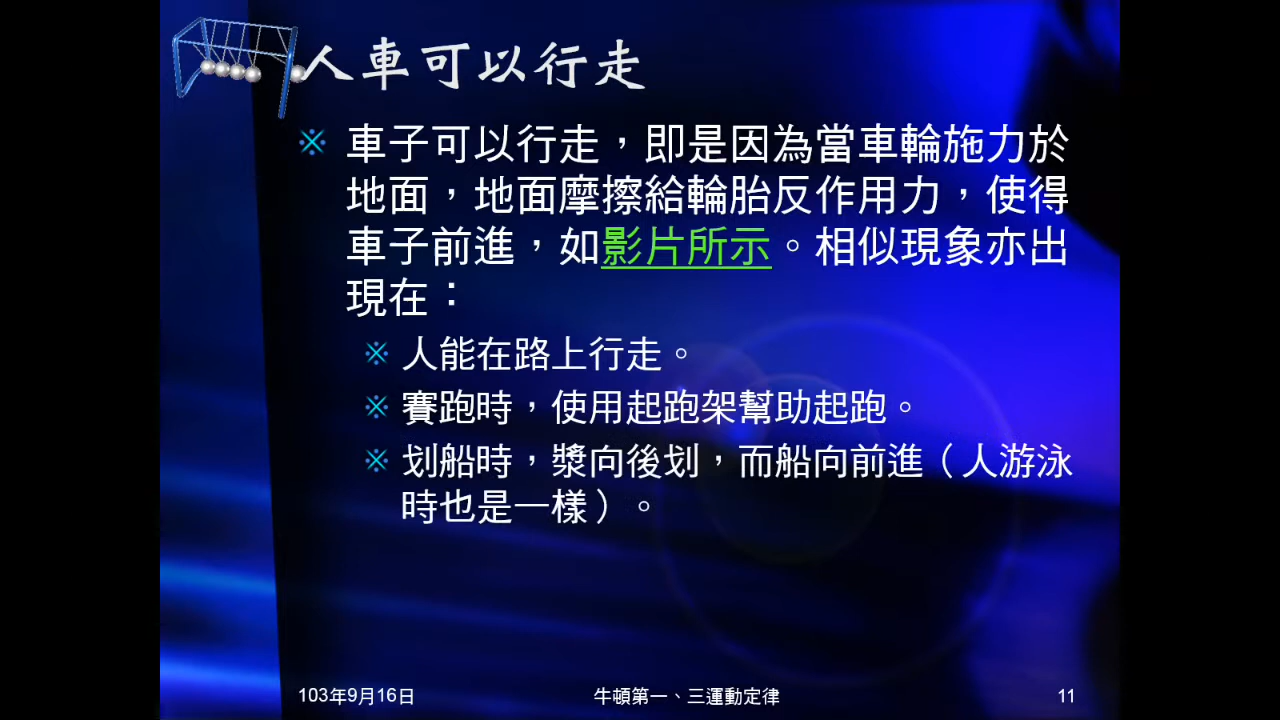 人車可以行走
※ 車子可以行走，即是因為當車輪施力於
地面，地面摩擦給輪胎反作用力，使得
車子前進，如影片所示。相似現象亦出
現在：
※ 人能在路上行走。
※ 賽跑時，使用起跑架幫助起跑。
※ 划船時，槳向後划，而船向前進（人游泳
時也是一樣）。
103年9月16日
牛頓第一、三運動定律
11